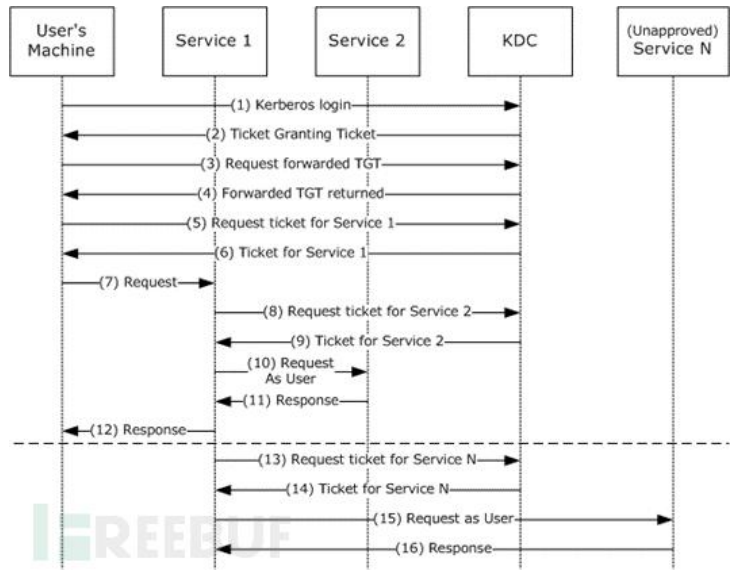 User's
Machine
Service 1
Service 2
KDC
(Unapproved)
Service N
(1) Kerberos login
(2) Ticket Granting Ticket
(3) Request forwarded TGT
(4) Forwarded TGT returned
(5) Request ticket for Service 1
(6) Ticket for Service 1
(7) Request
(8) Request ticket for Service 2
(9) Ticket for Service 2
(10) Request
As User
(11) Response
(12) Response
(13) Request ticket for Service N
(14) Ticket for Service N
(15) Request as User
(16) Response
FREEBUF